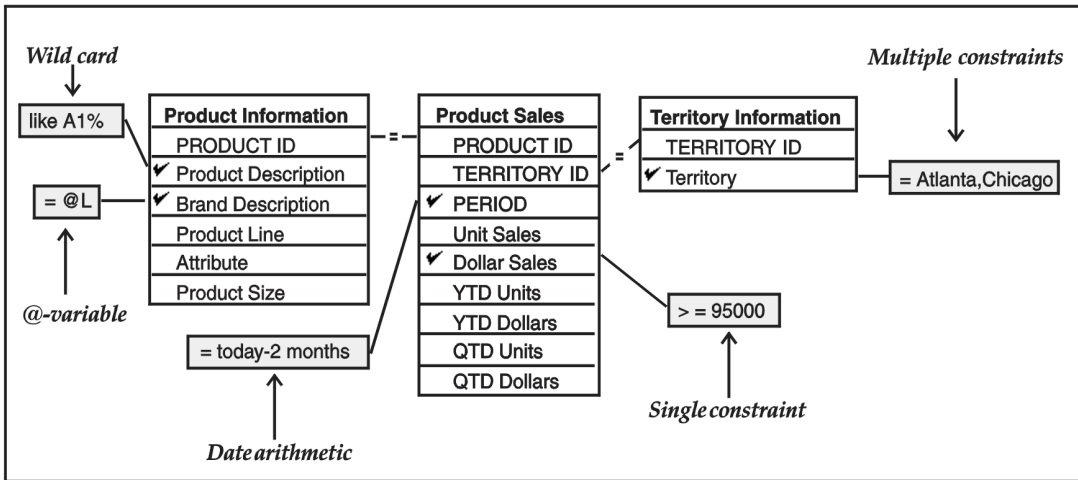 Wild card
Multiple constraints
like A1%
Product Information
PRODUCT ID
Product Description
Brand Description
Product Line
Attribute
Product Size
=
Product Sales
PRODUCT ID
TERRITORY ID
PERIOD
Unit Sales
Dollar Sales
YTD Units
YTD Dollars
QTD Units
QTD Dollars
=
Territory Information
TERRITORY ID
Territory
= Atlanta,Chicago
= @L
@-variable
= today-2 months
Date arithmetic
> = 95000
Single constraint